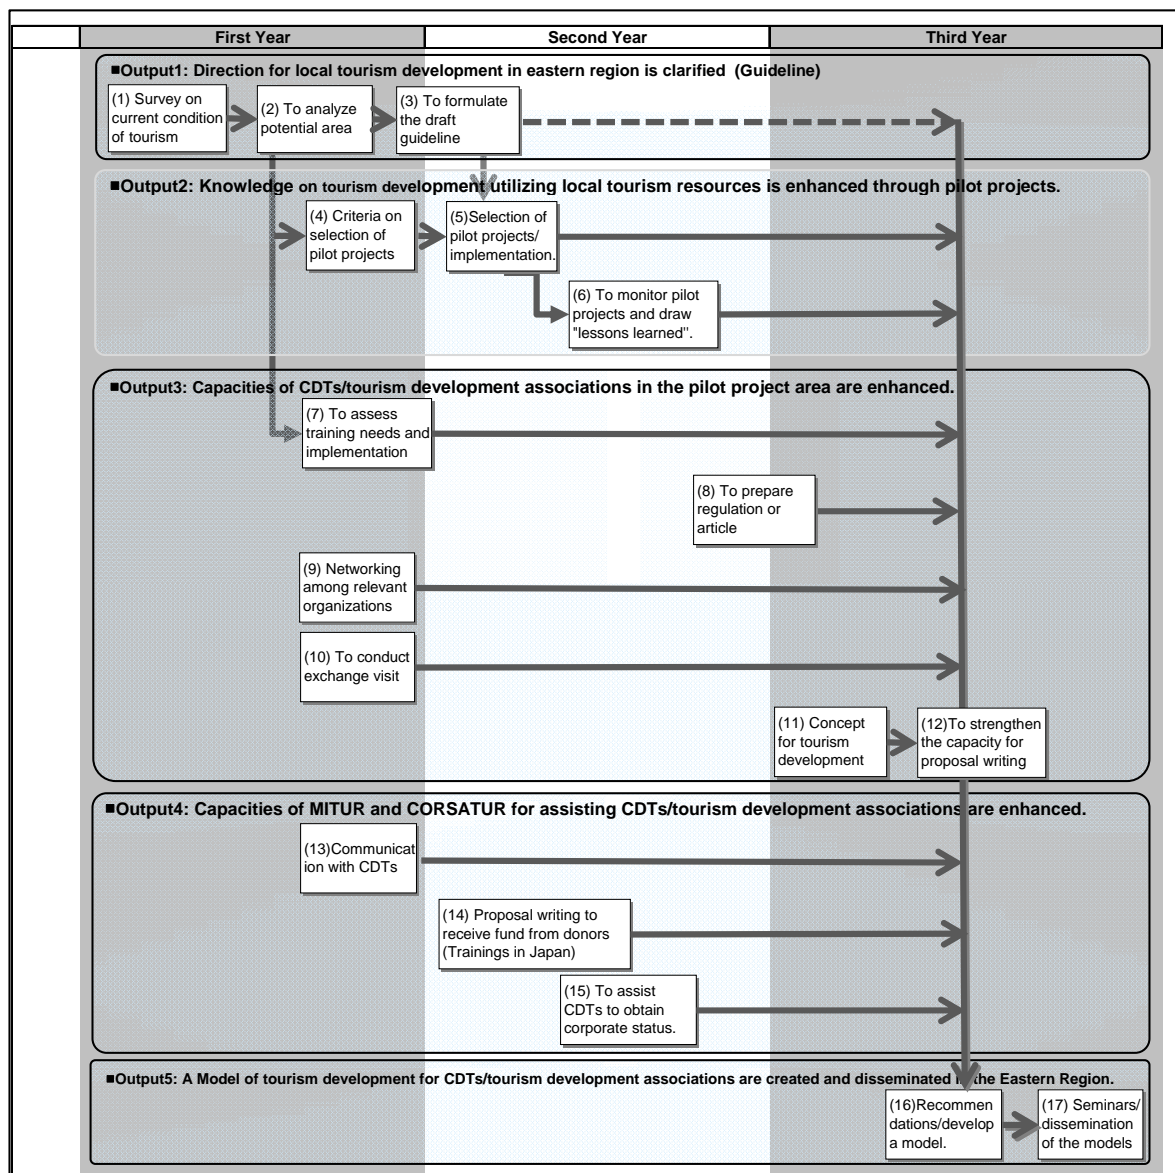 First Year
Second Year
Third Year
■Output1: Direction for local tourism development in eastern region is clarified (Guideline)
(1) Survey on
current condition
of tourism
(2) To analyze
potential area
(3) To formulate
the draft
guideline
■Output2: Knowledge on tourism development utilizing local tourism resources is enhanced through pilot projects.
(4) Criteria on
selection of
pilot projects
(5)Selection of
pilot projects/
implementation.
(6) To monitor pilot
projects and draw
"lessons learned".
■Output3: Capacities of CDTs/tourism development associations in the pilot project area are enhanced.
(7) To assess
training needs and
implementation
(8) To prepare
regulation or
article
(9) Networking
among relevant
organizations
(10) To conduct
exchange visit
(11) Concept
for tourism
development
(12)To strengthen
the capacity for
proposal writing
■Output4: Capacities of MITUR and CORSATUR for assisting CDTs/tourism development associations are enhanced.
(13)Communicat
ion with CDTs
(14) Proposal writing to
receive fund from donors
(Trainings in Japan)
(15) To assist
CDTs to obtain
corporate status.
■Output5: A Model of tourism development for CDTs/tourism development associations are created and disseminated in the Eastern Region.
(16)Recommen
dations/develop
a model.
(17) Seminars/
dissemination
of the models